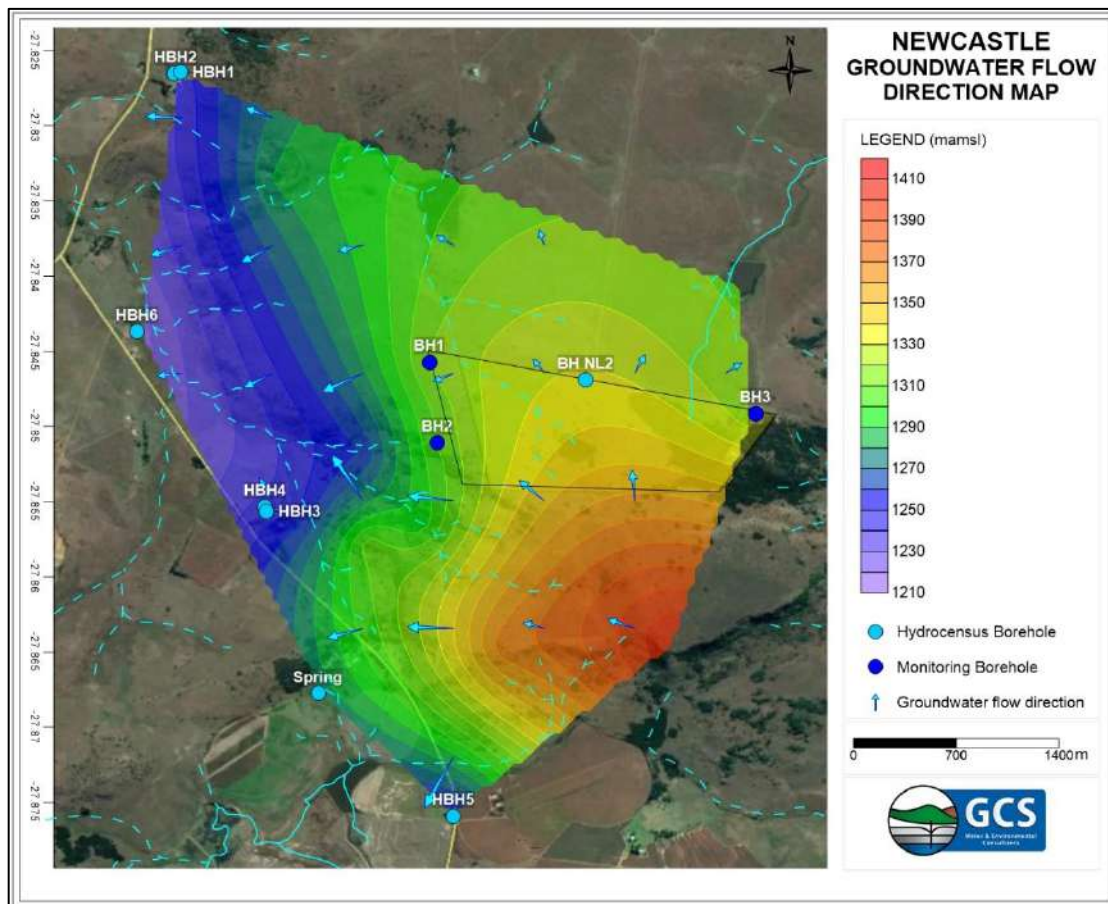 NEWCASTLE
GROUNDWATER FLOW
DIRECTION MAP
LEGEND (mamsl)
1410
1390
1370
1350
1330
1310
1290
1270
1250
1230
1210
Hydrocensus Borehole
Monitoring Borehole
Groundwater flow direction
0 700 1400m
GCS
Water & Environmental
Consultants
N
-27.825
-27.83
-27.835
-27.84
-27.845
-27.85
-27.855
-27.86
-27.865
-27.87
-27.875
HBH2
HBH1
HBH6
BH1
BH NL2
BH3
BH2
HBH4
HBH3
Spring
HBH5